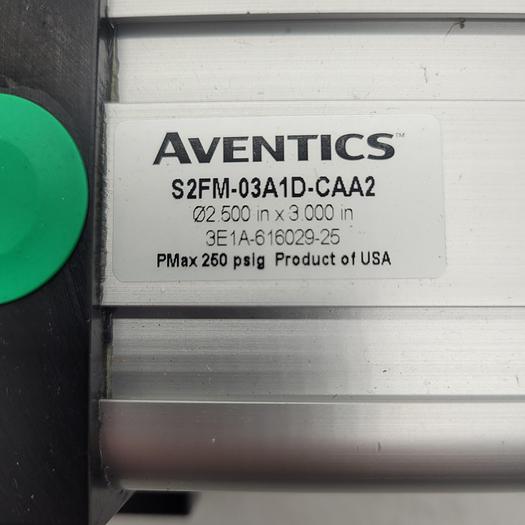 AVENTICS™
S2FM-03A1D-CAA2
Ø2.500 in x 3.000 in
3E1A-616029-25
PMax 250 psig Product of USA